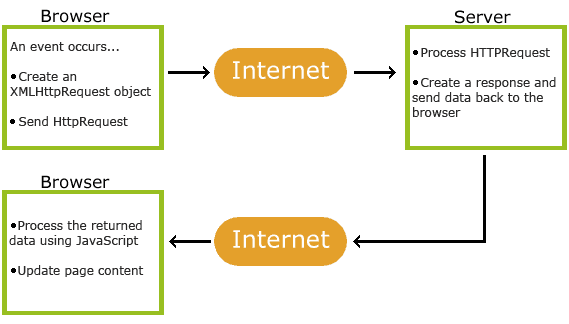 Browser
An event occurs...
•Create an
XMLHttpRequest object
• Send HttpRequest
Internet
Server
•Process HTTPRequest
•Create a response and
send data back to the
browser
Browser
•Process the returned
data using JavaScript
•Update page content
Internet